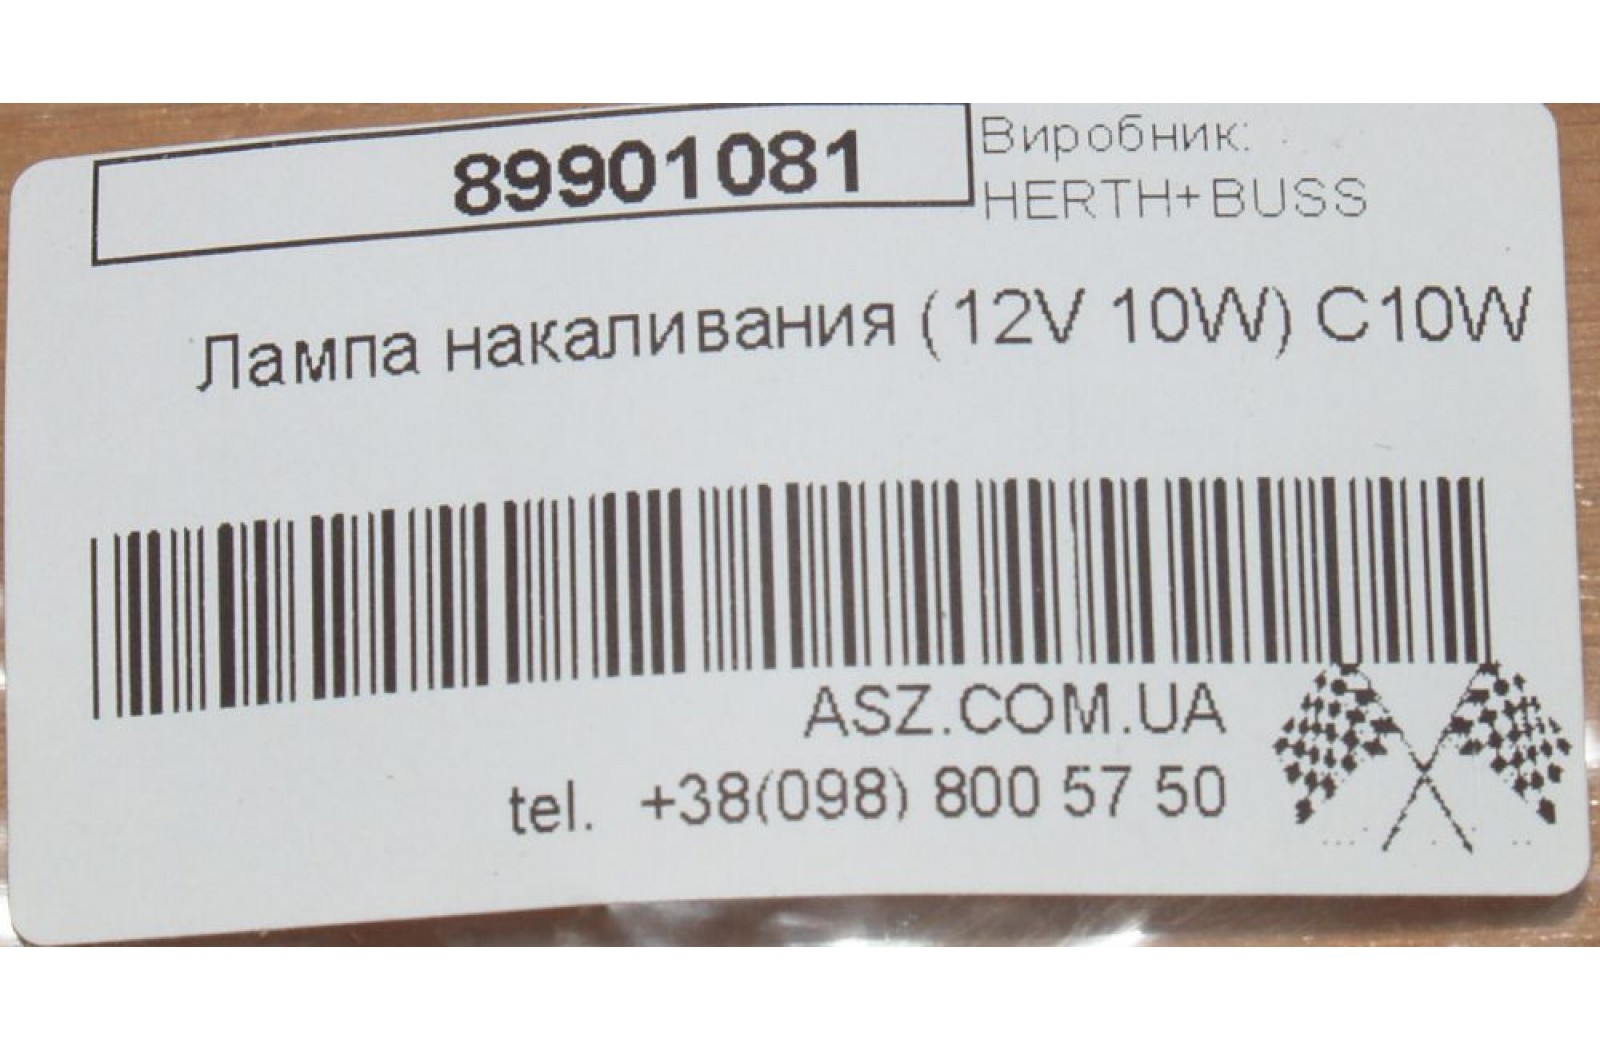 89901081
Виробник:
HERTH+BUSS
Лампа накаливания (12V 10W) C10W
ASZ.COM.UA
tel. +38(098) 800 57 50